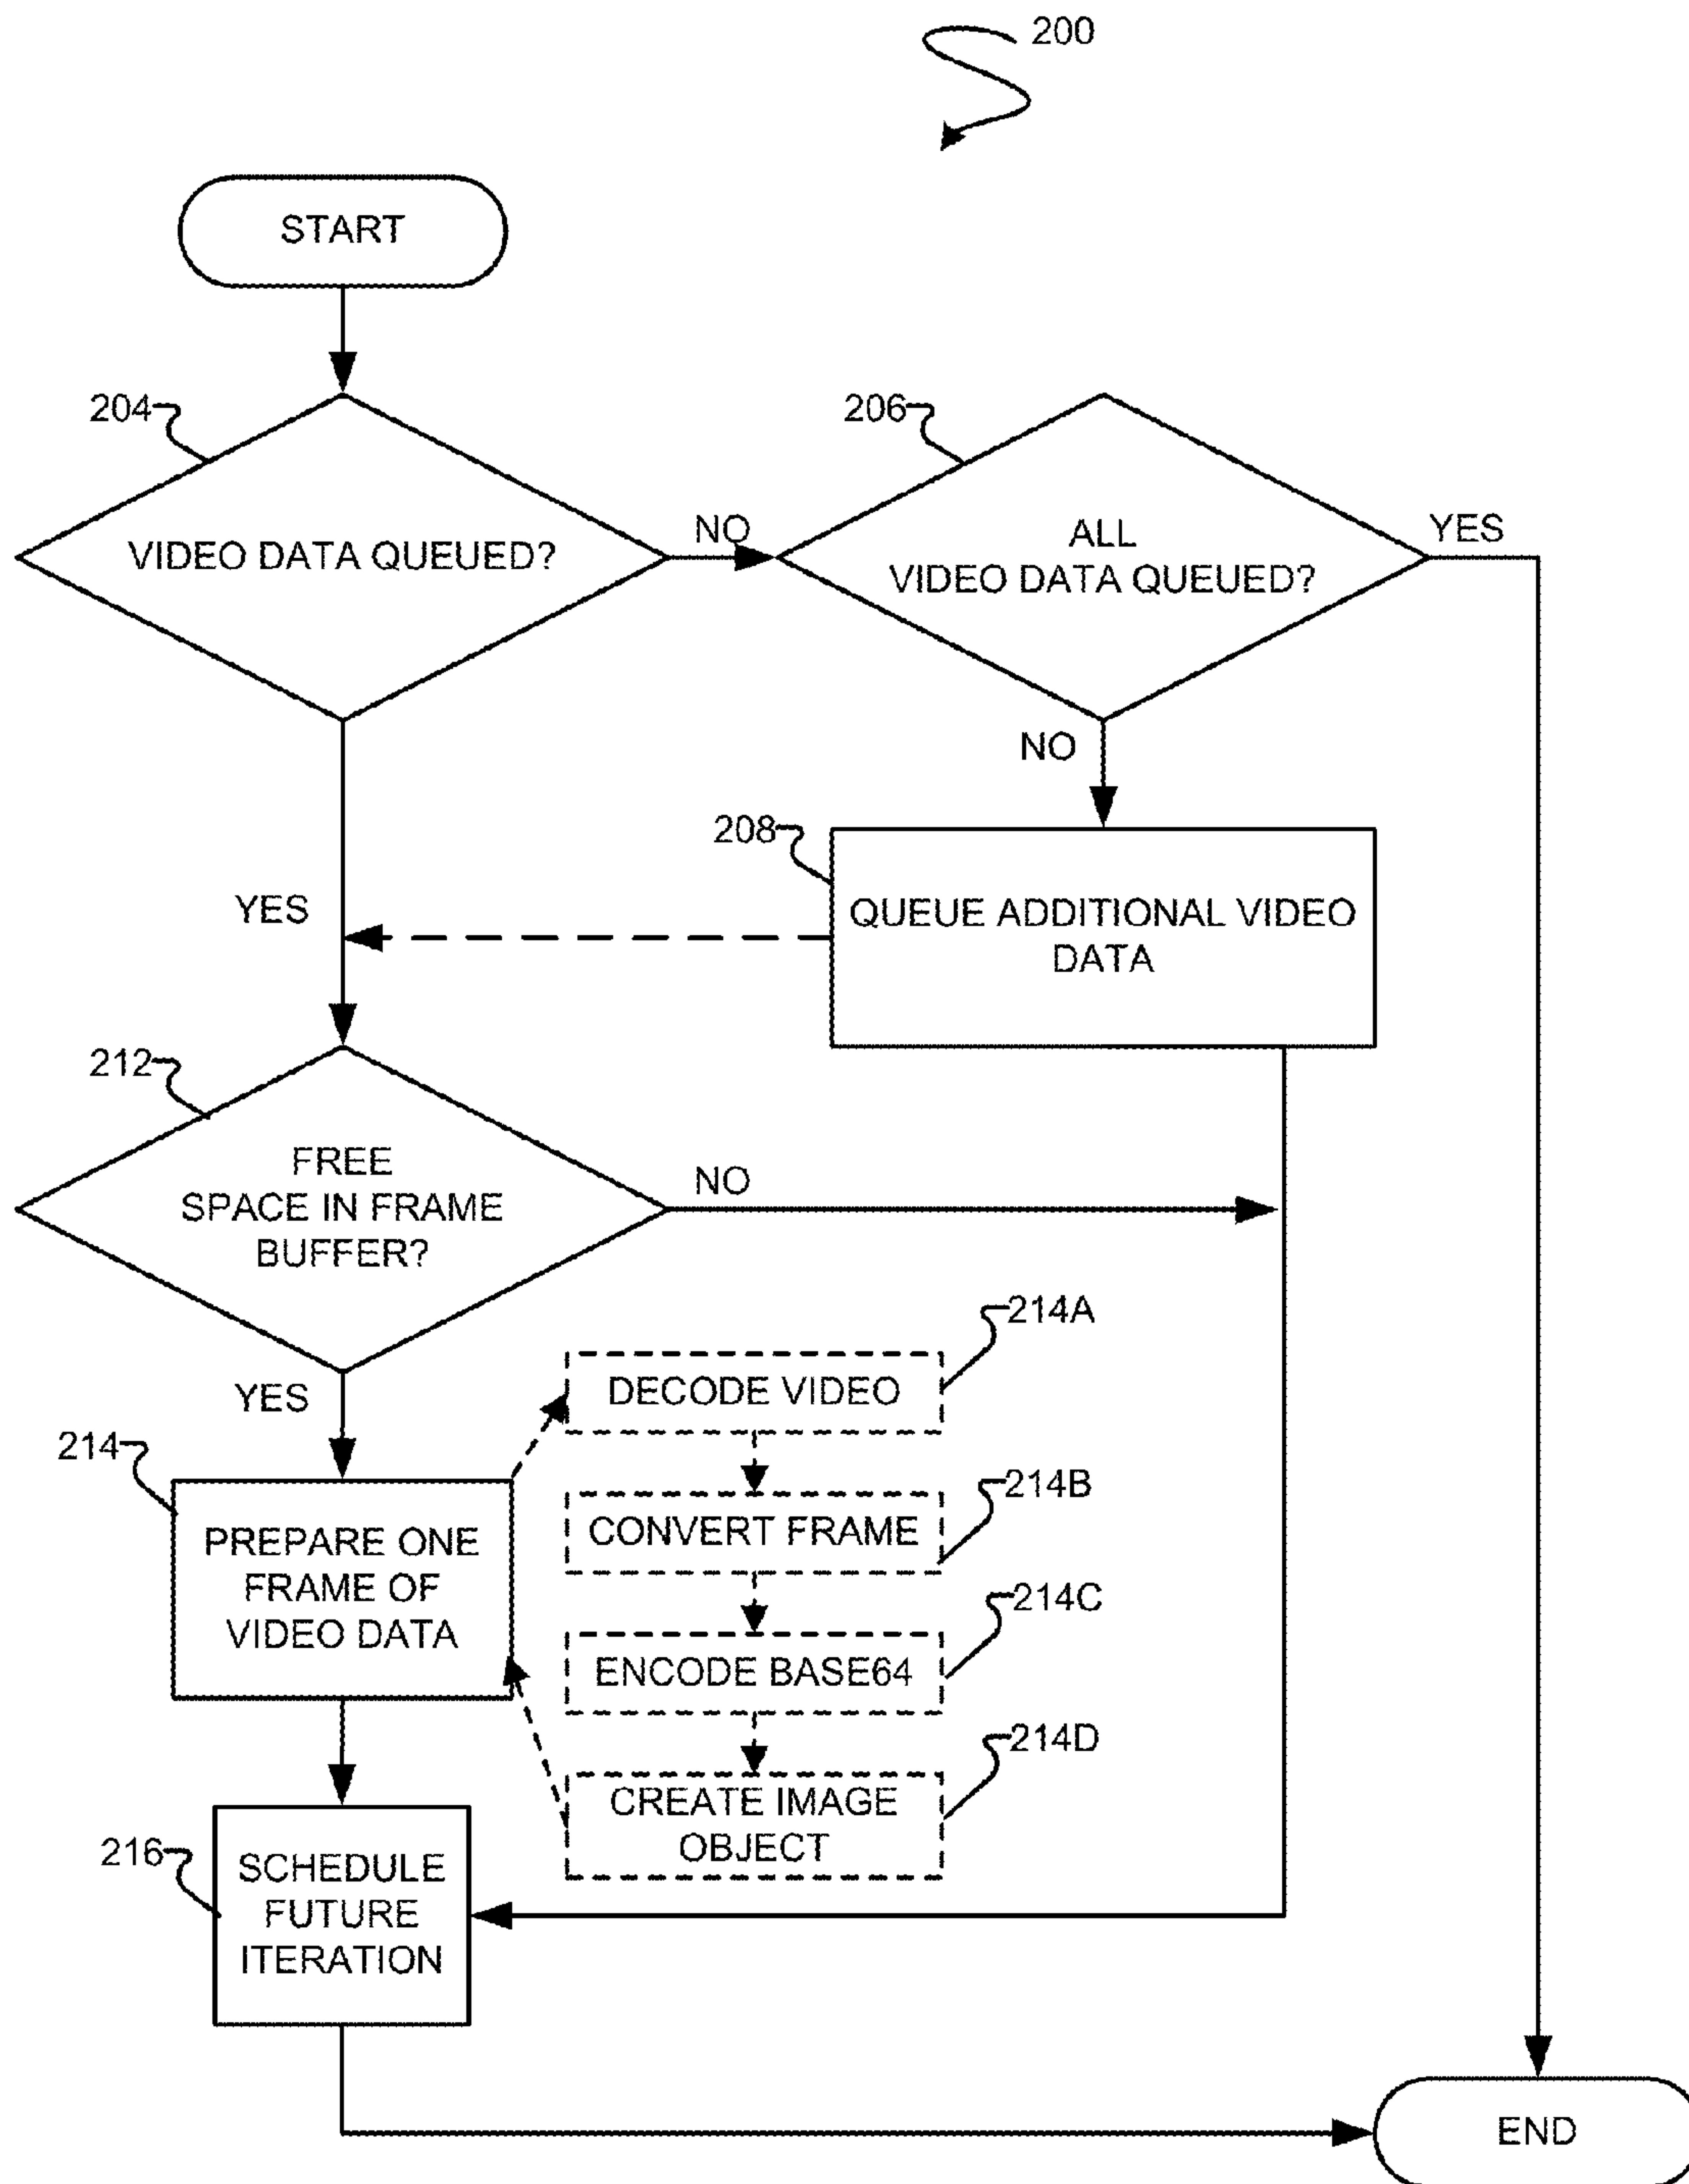 200
START
204
206
VIDEO DATA QUEUED?
NO
ALL
VIDEO DATA QUEUED?
YES
NO
208
QUEUE ADDITIONAL VIDEO
DATA
YES
212
FREE
SPACE IN FRAME
BUFFER?
NO
YES
214A
DECODE VIDEO
214
214B
CONVERT FRAME
PREPARE ONE
FRAME OF
VIDEO DATA
214C
ENCODE BASE64
214D
CREATE IMAGE
OBJECT
216
SCHEDULE
FUTURE
ITERATION
END